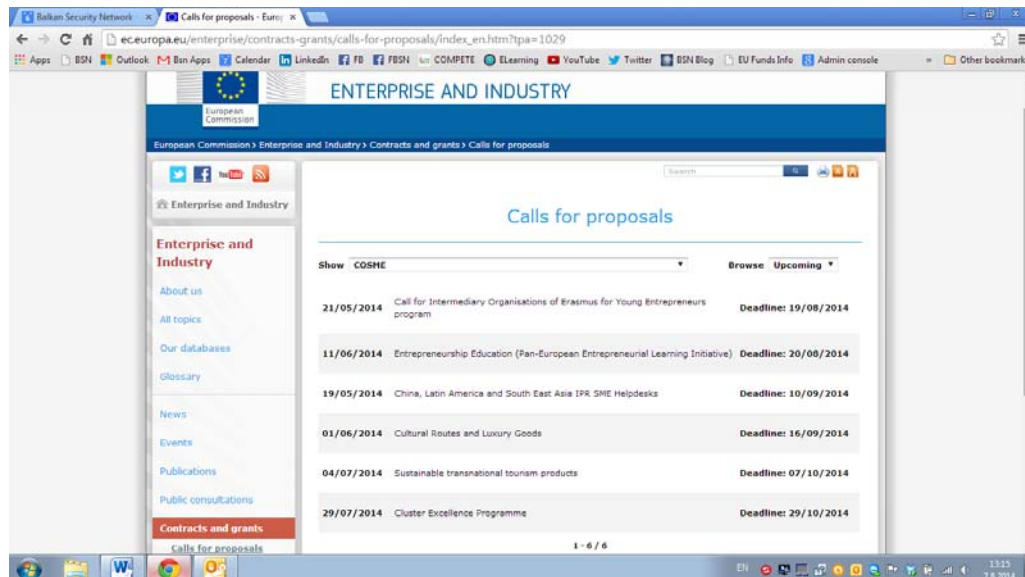 Balkan Security Network
Calls for proposals - Euro
ec.europa.eu/enterprise/contracts-grants/calls-for-proposals/index_en.htm?tpa=1029
Apps BSN Outlook Bsn Apps Calendar LinkedIn FB FBSN COMPETE ELearning YouTube Twitter BSN Blog EU Funds Info Admin console » Other bookmark
European
Commission
ENTERPRISE AND INDUSTRY
European Commission > Enterprise and Industry > Contracts and grants > Calls for proposals
Search
Enterprise and Industry
Calls for proposals
Enterprise and
Industry
About us
All topics
Our databases
Glossary
News
Events
Publications
Public consultations
Contracts and grants
Calls for proposals
Show COSME Browse Upcoming
21/05/2014 Call for Intermediary Organisations of Erasmus for Young Entrepreneurs
program Deadline: 19/08/2014
11/06/2014 Entrepreneurship Education (Pan-European Entrepreneurial Learning Initiative) Deadline: 20/08/2014
19/05/2014 China, Latin America and South East Asia IPR SME Helpdesks Deadline: 10/09/2014
01/06/2014 Cultural Routes and Luxury Goods Deadline: 16/09/2014
04/07/2014 Sustainable transnational tourism products Deadline: 07/10/2014
29/07/2014 Cluster Excellence Programme Deadline: 29/10/2014
1 - 6 / 6
EN 13:15
7.8.2014